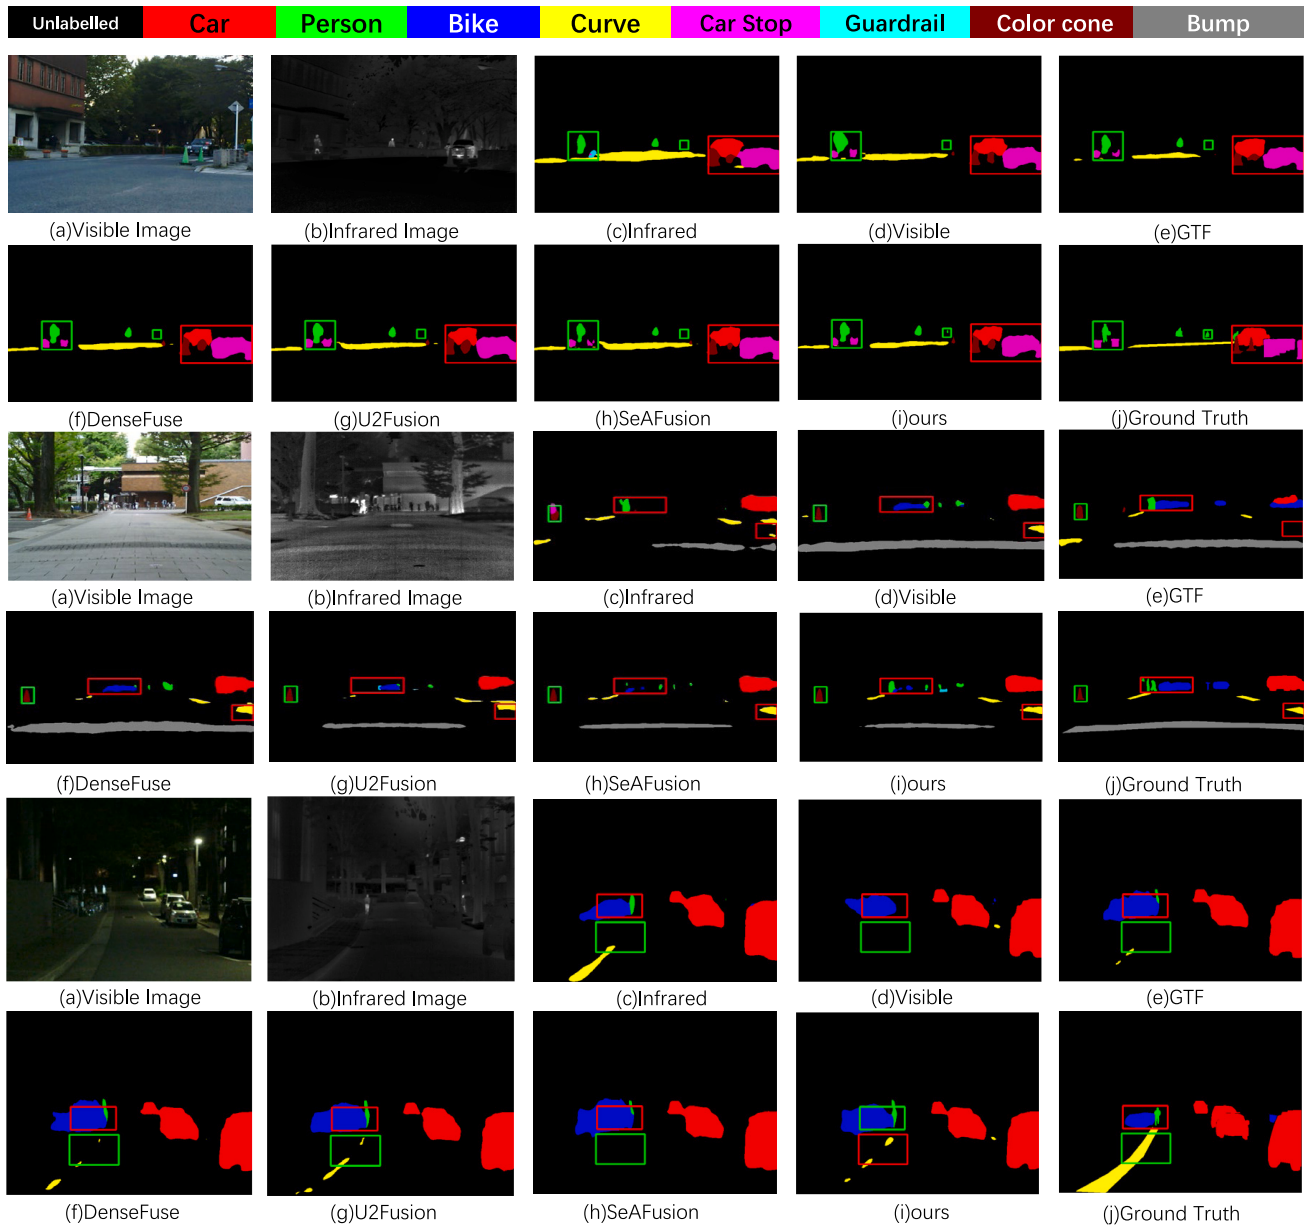 Unlabelled Car Person Bike Curve Car Stop Guardrail Color cone Bump
(a)Visible Image (b)Infrared Image (c)Infrared (d)Visible (e)GTF
(f)DenseFuse (g)U2Fusion (h)SeAFusion (i)ours (j)Ground Truth
(a)Visible Image (b)Infrared Image (c)Infrared (d)Visible (e)GTF
(f)DenseFuse (g)U2Fusion (h)SeAFusion (i)ours (j)Ground Truth
(a)Visible Image (b)Infrared Image (c)Infrared (d)Visible (e)GTF
(f)DenseFuse (g)U2Fusion (h)SeAFusion (i)ours (j)Ground Truth